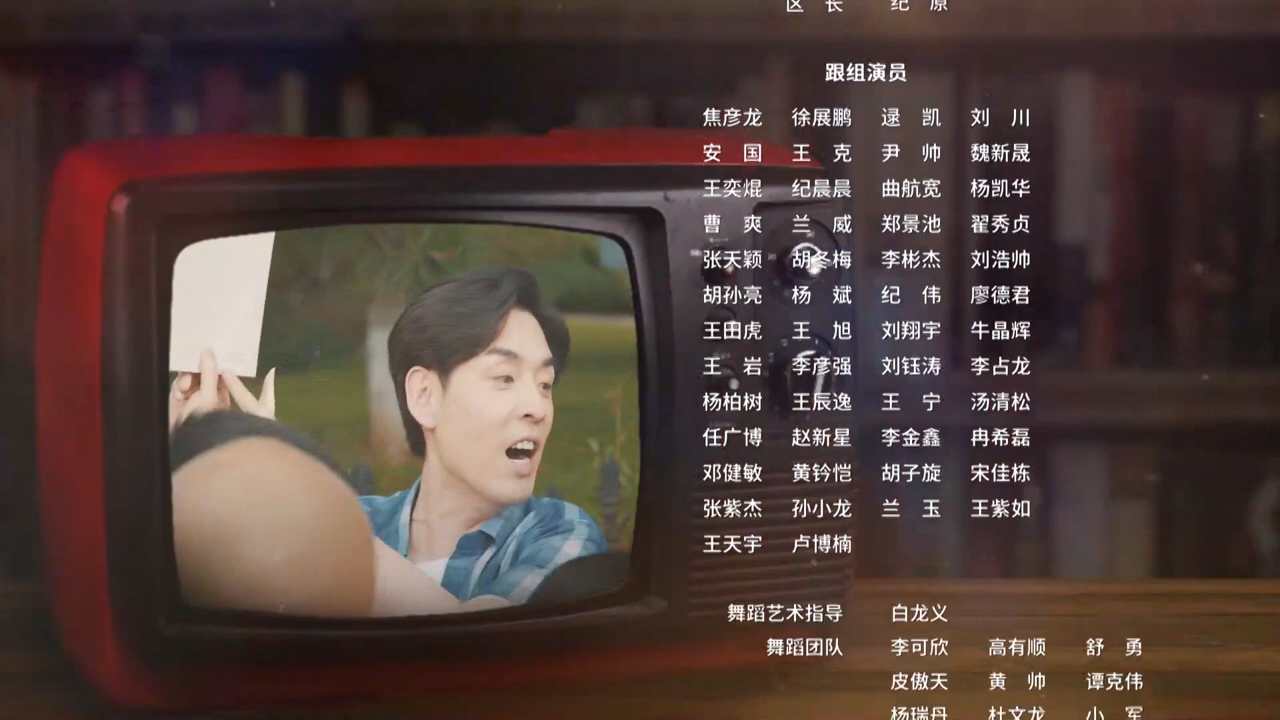 区 长 纪 原
跟组演员
焦彦龙 徐展鹏 逯 凯 刘 川
安 国 王 克 尹 帅 魏新晟
王奕焜 纪晨晨 曲航宽 杨凯华
曹 爽 兰 威 郑景池 翟秀贞
张天颖 胡冬梅 李彬杰 刘浩帅
胡孙亮 杨 斌 纪 伟 廖德君
王田虎 王 旭 刘翔宇 牛晶辉
王 岩 李彦强 刘钰涛 李占龙
杨柏树 王辰逸 王 宁 汤清松
任广博 赵新星 李金鑫 冉希磊
邓健敏 黄钤恺 胡子旋 宋佳栋
张紫杰 孙小龙 兰 玉 王紫如
王天宇 卢博楠
舞蹈艺术指导 白龙义
舞蹈团队 李可欣 高有顺 舒 勇
皮傲天 黄 帅 谭克伟
杨瑞丹 杜文龙 小 军